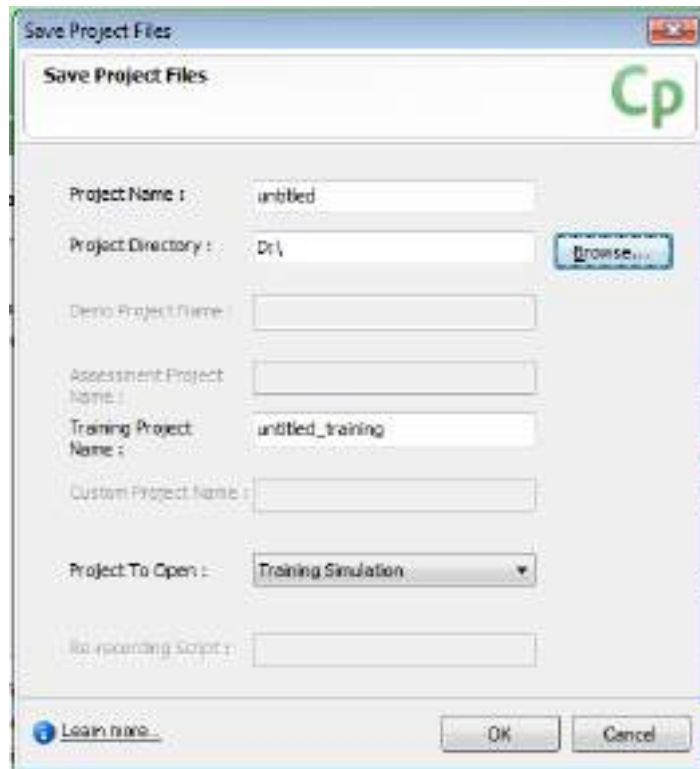 Save Project Files
Save Project Files
Cp
Project Name :
untitled
Project Directory :
D:\
Browse...
Demo Project Name :
Assessment Project
Name :
Training Project
Name :
untitled_training
Custom Project Name :
Project To Open :
Training Simulation
Re-recording Script :
Learn more...
OK
Cancel